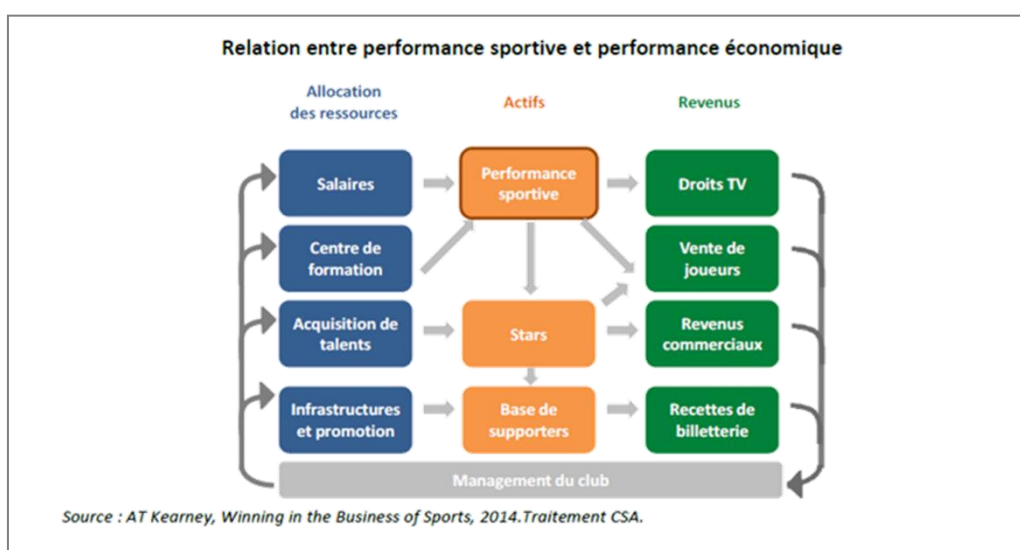 Relation entre performance sportive et performance économique
Allocation
des ressources
Actifs
Revenus
Salaires
Performance
sportive
Droits TV
Centre de
formation
Vente de
joueurs
Acquisition de
talents
Stars
Revenus
commerciaux
Infrastructures
et promotion
Base de
supporters
Recettes de
billetterie
Management du club
Source : AT Kearney, Winning in the Business of Sports, 2014.Traitement CSA.